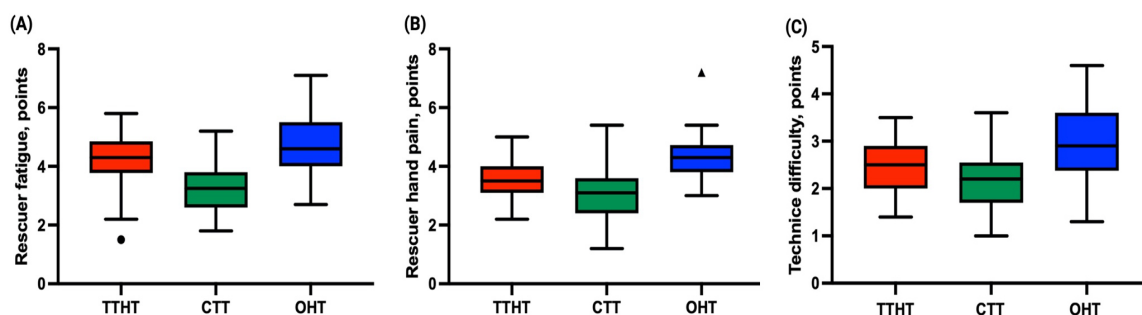 (A)
Rescuer fatigue, points
8
6
4
2
0
TTHT CTT OHT
(B)
Rescuer hand pain, points
8
6
4
2
0
TTHT CTT OHT
(C)
Technice difficulty, points
5
4
3
2
1
0
TTHT CTT OHT